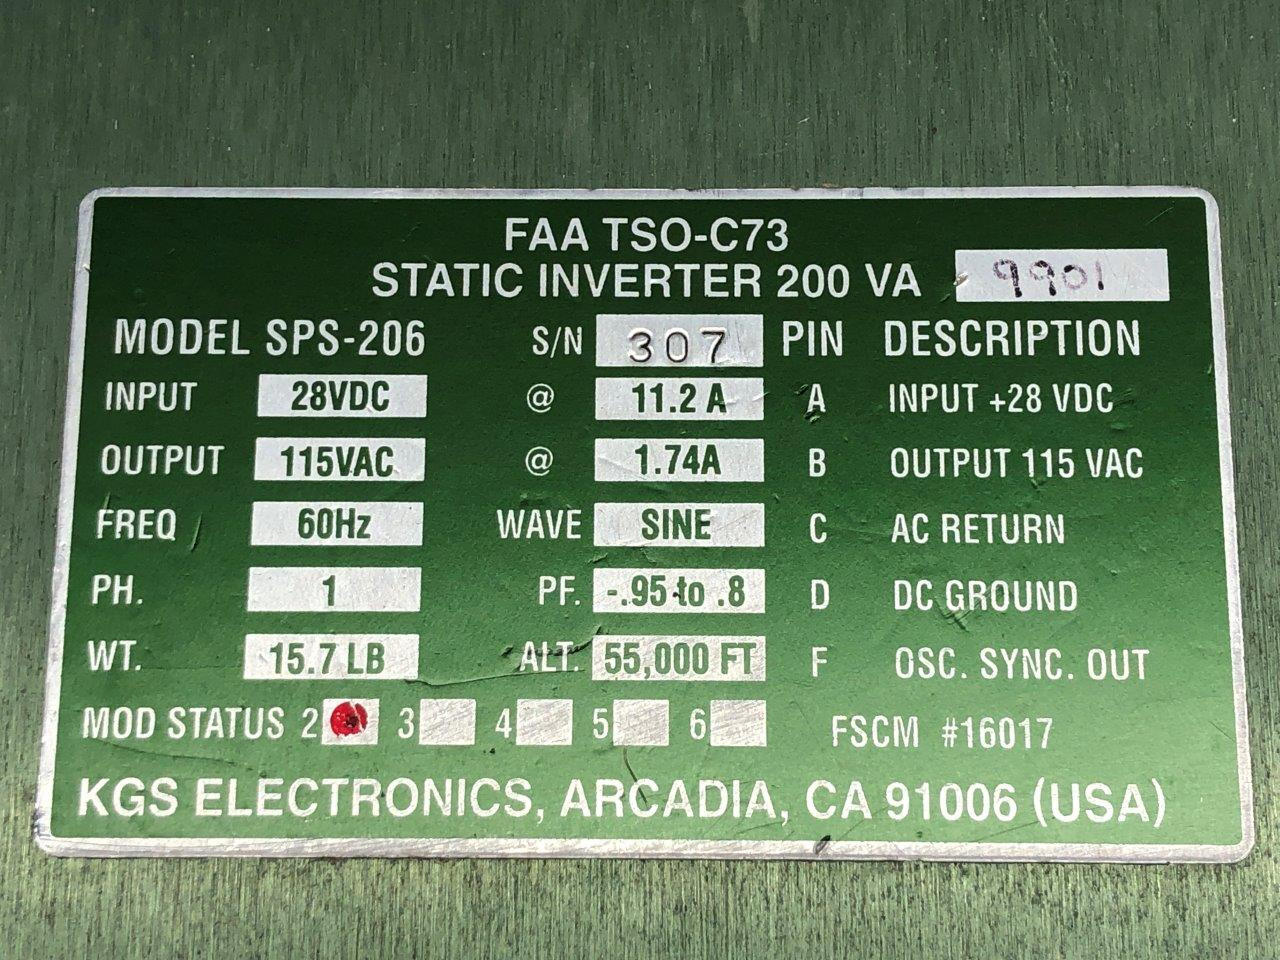 FAA TSO-C73
STATIC INVERTER 200 VA 9901
MODEL SPS-206 S/N 307 PIN DESCRIPTION
INPUT 28VDC @ 11.2 A A INPUT +28 VDC
OUTPUT 115VAC @ 1.74A B OUTPUT 115 VAC
FREQ 60Hz WAVE SINE C AC RETURN
PH. 1 PF. -.95 to .8 D DC GROUND
WT. 15.7 LB ALT. 55,000 FT F OSC. SYNC. OUT
MOD STATUS 2 3 4 5 6 FSCM #16017
KGS ELECTRONICS, ARCADIA, CA 91006 (USA)